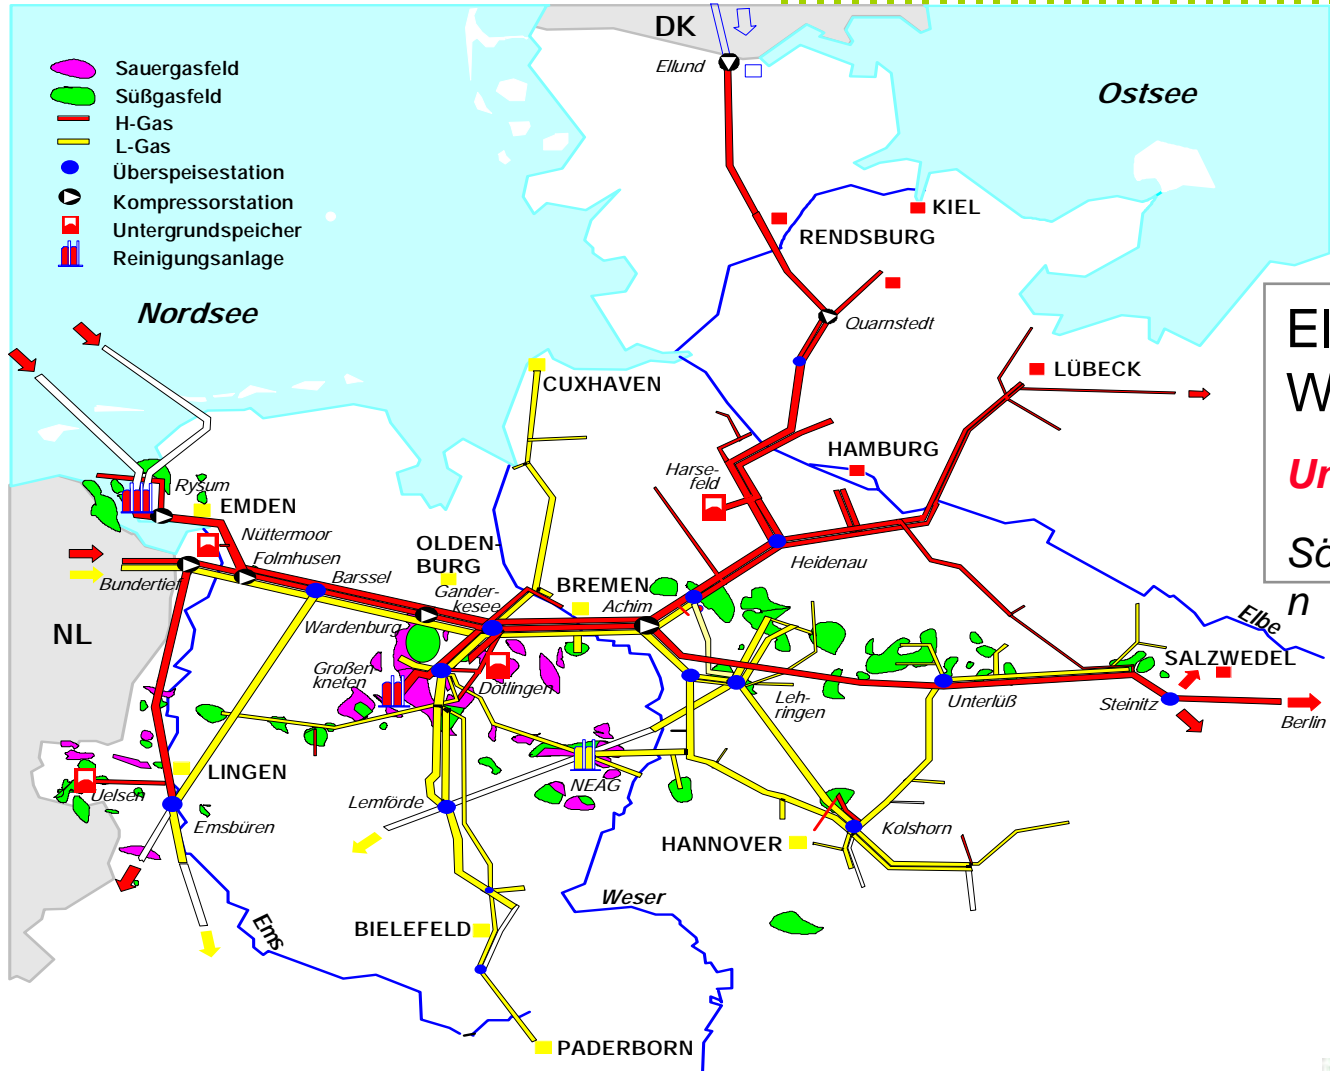 DK
Ellund
Ostsee
Sauergasfeld
Süßgasfeld
H-Gas
L-Gas
Überspeisestation
Kompressorstation
Untergrundspeicher
Reinigungsanlage
KIEL
RENDSBURG
Nordsee
Quarnstedt
LÜBECK
CUXHAVEN
HAMBURG
Harse-
feld
Rysum
EMDEN
Nüttermoor
Folmhusen
Bundertief
Barssel
OLDEN-
BURG
Gander-
kesee
Wardenburg
BREMEN
Achim
Heidenau
Elbe
NL
Großen
kneten
Dötlingen
Leh-
ringen
Unterlüß
SALZWEDEL
Steinitz
Berlin
LINGEN
Uelsen
Emsbüren
Lemförde
NEAG
HANNOVER
Kolshorn
Weser
Ems
BIELEFELD
PADERBORN
W
Sö
n